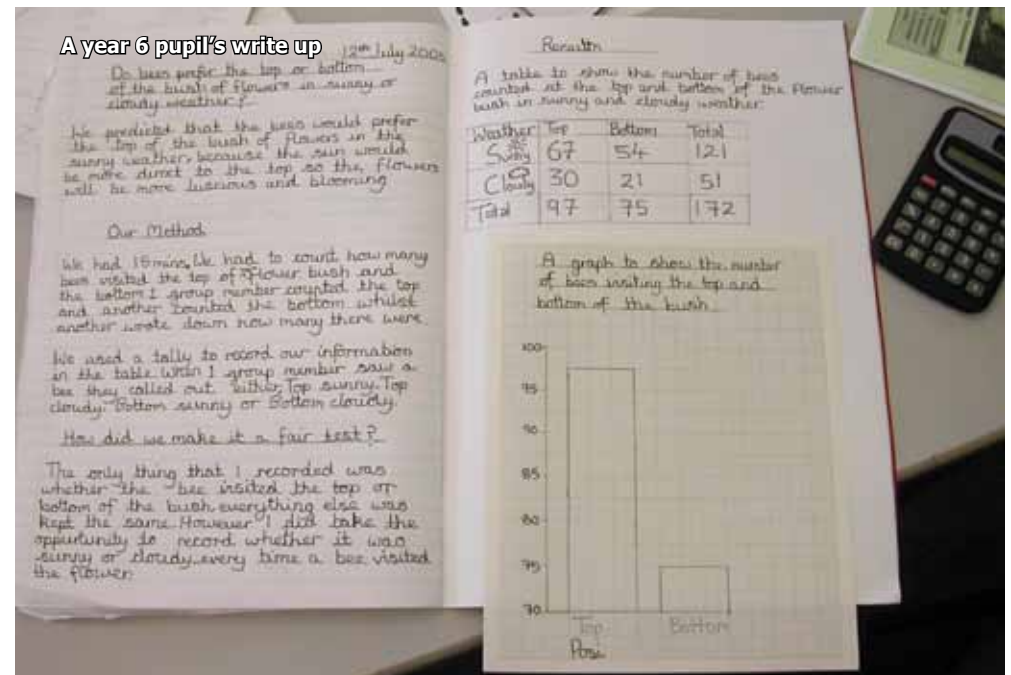 A year 6 pupil's write up
12th July 2005
Do bees prefer the top or bottom
of the bush of flowers in sunny or
cloudy weather?
We predicted that the bees would prefer
the top of the bush of flowers in the
sunny weather, because the sun would
be more direct to the top so the flowers
will be more luscious and blooming
Our Method
We had 15 mins, We had to count how many
bees visited the top of flower bush and
the bottom 1 group member counted the top
and another counted the bottom whilst
another wrote down how many there were
We used a tally to record our information
in the table when 1 group member saw a
bee they called out either, Top sunny, Top
cloudy, Bottom sunny or Bottom cloudy.
How did we make it a fair test?
The only thing that I recorded was
whether the bee visited the top or
bottom of the bush everything else was
kept the same. However I did take the
oppurtunity to record whether it was
sunny or cloudy every time a bee visited
the flower
Results
A table to show the number of bees
counted at the top and bottom of the flower
bush in sunny and cloudy weather
Weather Top Bottom Total
Sunny 67 54 121
Cloudy 30 21 51
Total 97 75 172
A graph to show the number
of bees visiting the top and
bottom of the bush
100
95
90
85
80
75
70
Top Bottom